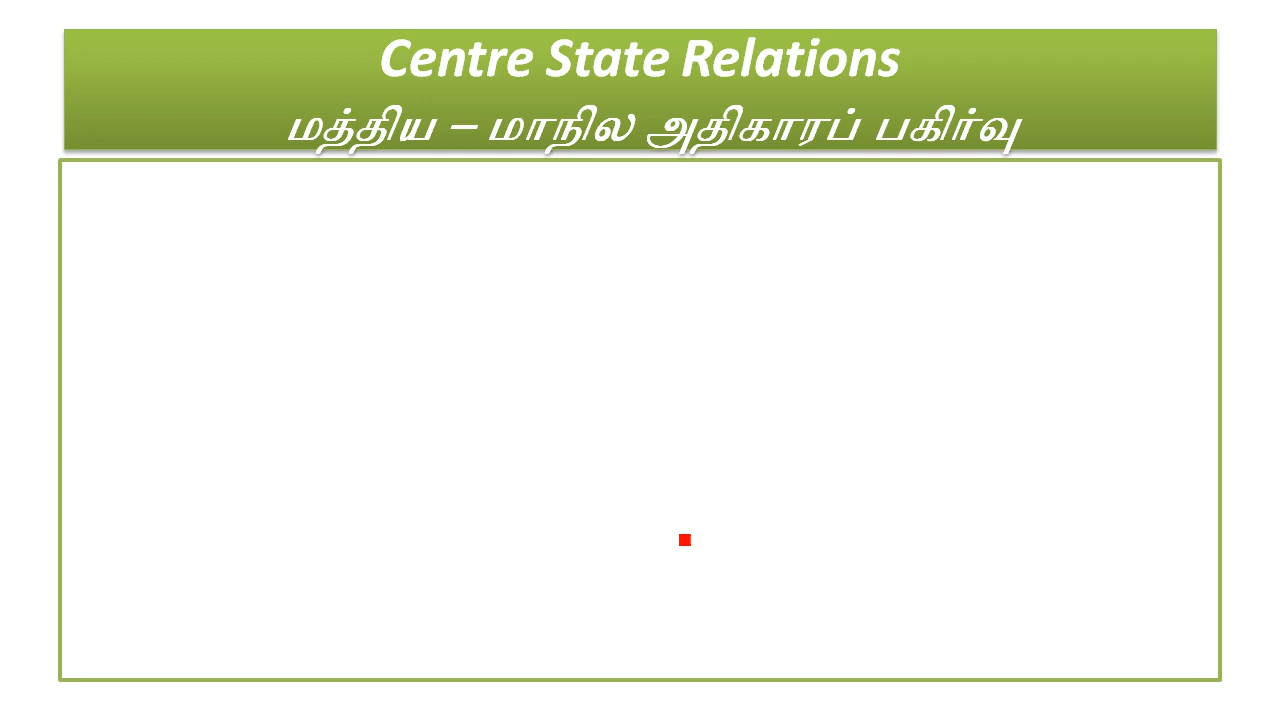 Centre State Relations
மத்திய – மாநில அதிகாரப் பகிர்வு